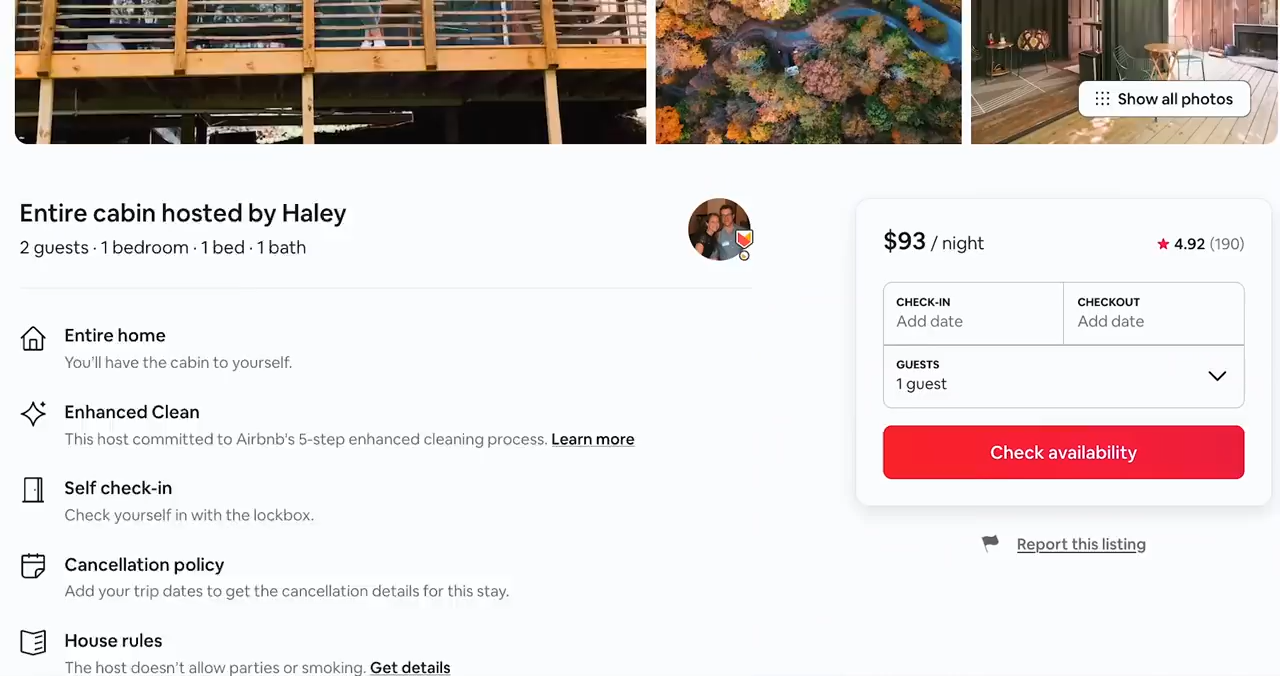 Show all photos
Entire cabin hosted by Haley
2 guests · 1 bedroom · 1 bed · 1 bath
Entire home
You'll have the cabin to yourself.
Enhanced Clean
This host committed to Airbnb's 5-step enhanced cleaning process. Learn more
Self check-in
Check yourself in with the lockbox.
Cancellation policy
Add your trip dates to get the cancellation details for this stay.
House rules
The host doesn't allow parties or smoking. Get details
$93 / night
4.92 (190)
CHECK-IN
Add date
CHECKOUT
Add date
GUESTS
1 guest
Check availability
Report this listing